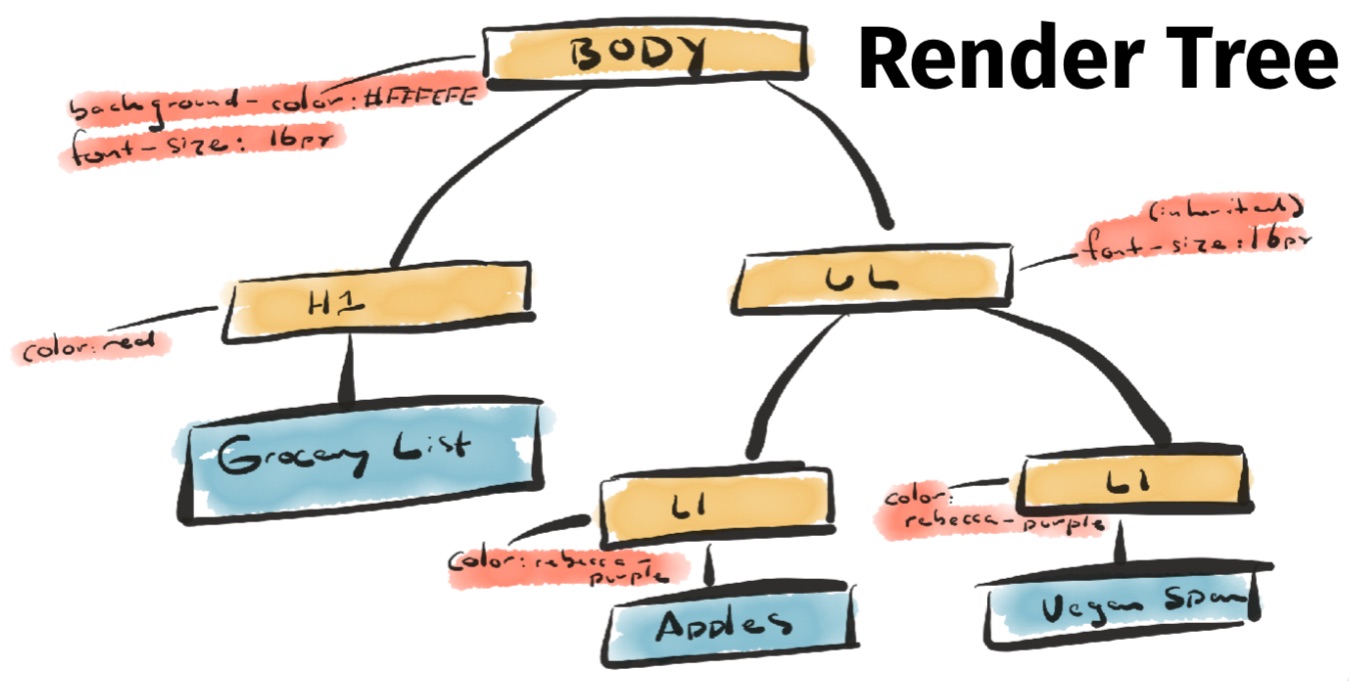 Render Tree
BODY
background-color: #FFFEFE
font-size: 16px
(inherited)
font-size: 16px
UL
H1
color: red
Grocery List
LI
color:
rebecca-purple
LI
color: rebecca-
purple
Apples
Vegan Spam